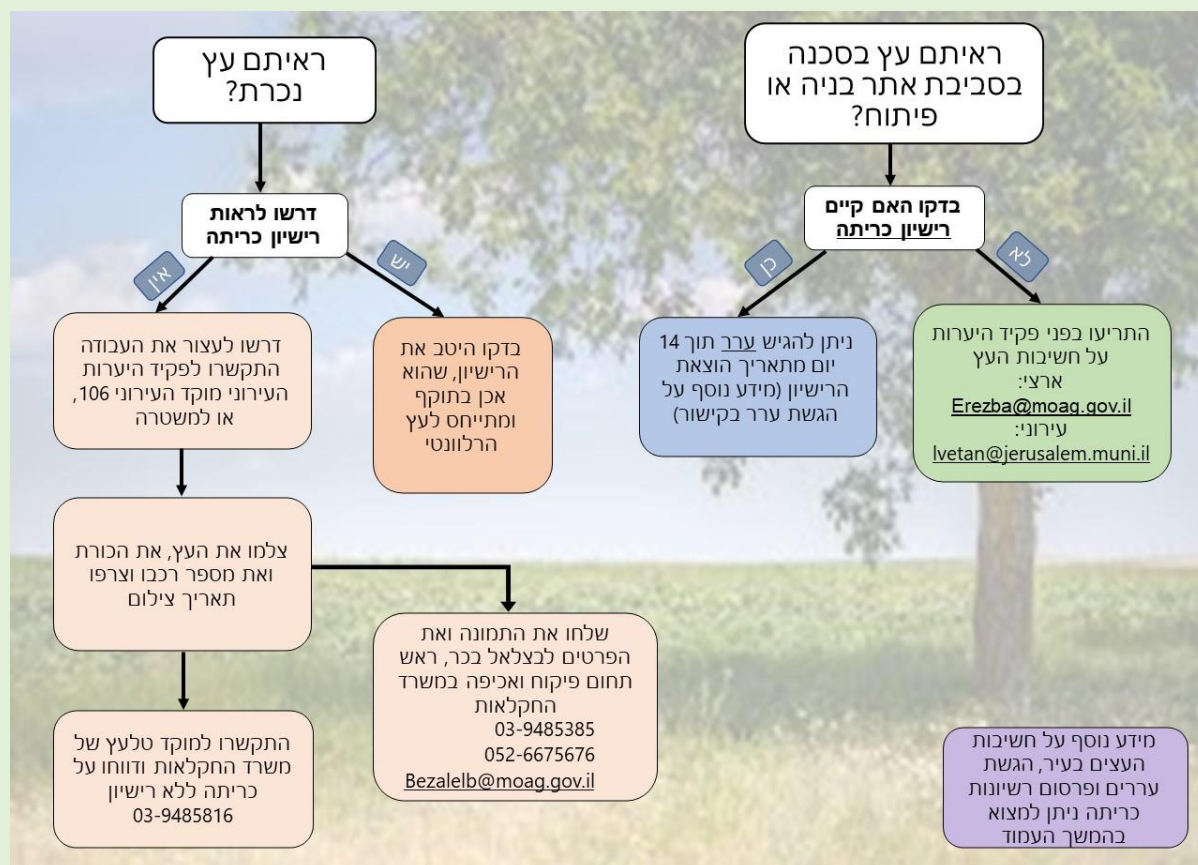 ראיתם עץ בסכנה
בסביבת אתר בניה או
פיתוח?
בדקו האם קיים
רישיון כריתה
לא
כן
התריעו בפני פקיד היערות
על חשיבות העץ
ארצי:
Erezba@moag.gov.il
עירוני:
lvetan@jerusalem.muni.il
ניתן להגיש ערר תוך 14
יום מתאריך הוצאת
הרישיון (מידע נוסף על
הגשת ערר בקישור)
ראיתם עץ
נכרת?
דרשו לראות
רישיון כריתה
יש
אין
בדקו היטב את
הרישיון, שהוא
אכן בתוקף
ומתייחס לעץ
הרלוונטי
דרשו לעצור את העבודה
התקשרו לפקיד היערות
העירוני מוקד העירוני 106,
או למשטרה
צלמו את העץ, את הכורת
ואת מספר רכבו וצרפו
תאריך צילום
שלחו את התמונה ואת
הפרטים לבצלאל בכר, ראש
תחום פיקוח ואכיפה במשרד
החקלאות
03-9485385
052-6675676
Bezalelb@moag.gov.il
התקשרו למוקד טלעץ של
משרד החקלאות ודווחו על
כריתה ללא רישיון
03-9485816
מידע נוסף על חשיבות
העצים בעיר, הגשת
עררים ופרסום רשיונות
כריתה ניתן למצוא
בהמשך העמוד